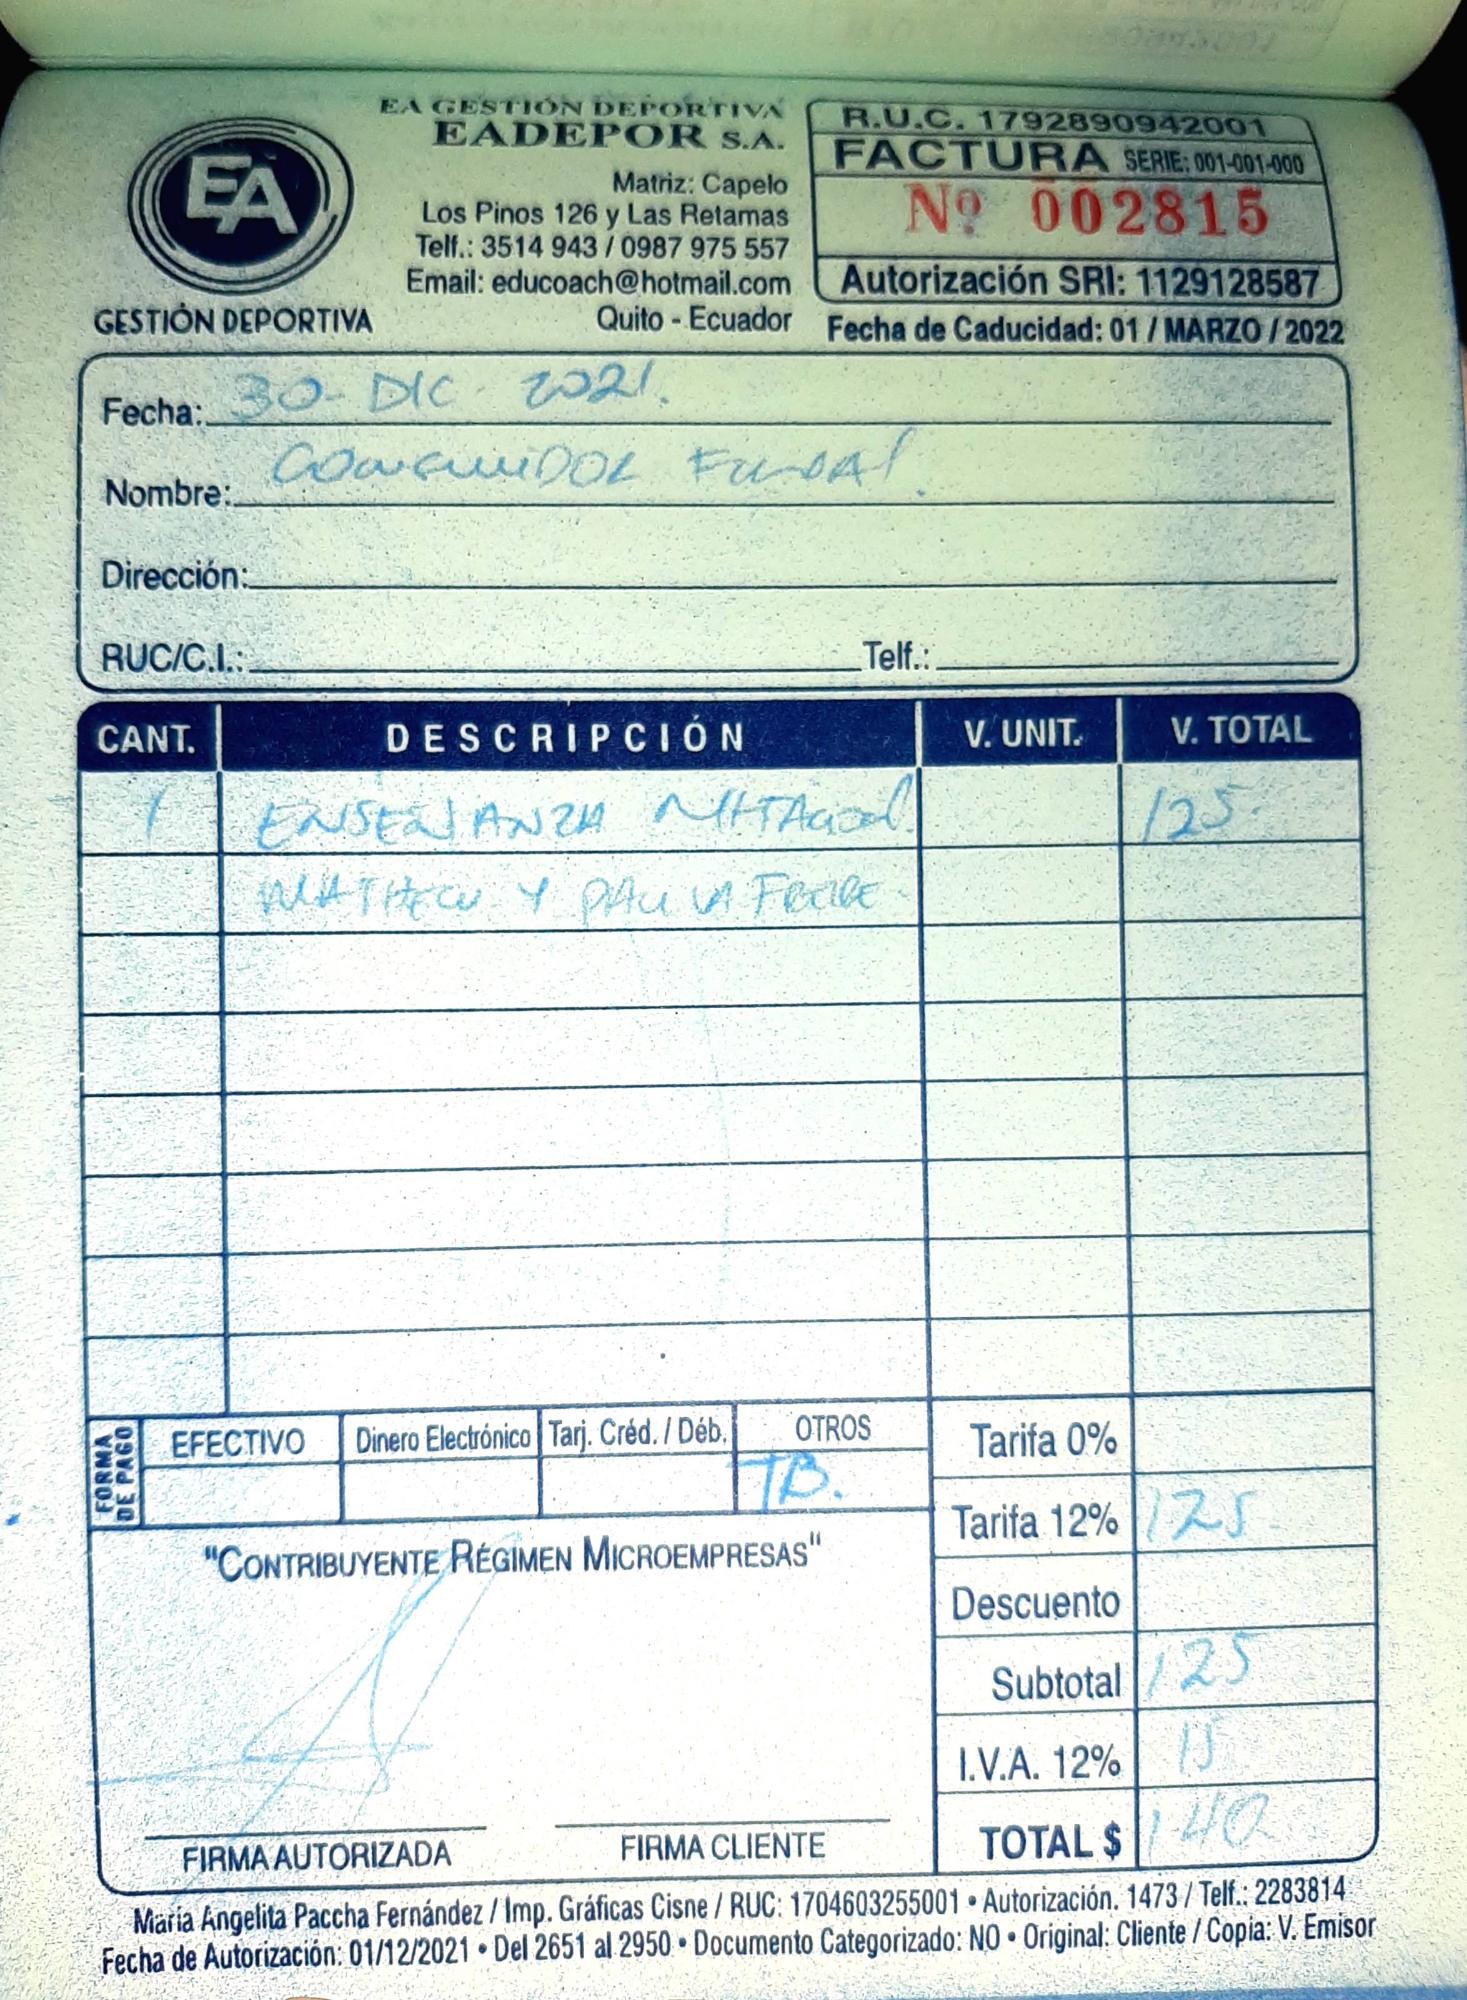 EA GESTIÓN DEPORTIVA
EADEPOR S.A.
Matriz: Capelo
Los Pinos 126 y Las Retamas
Telf.: 3514 943 / 0987 975 557
Email: educoach@hotmail.com
Quito - Ecuador
EA
GESTIÓN DEPORTIVA
R.U.C. 1792890942001
FACTURA SERIE: 001-001-000
Nº 002815
Autorización SRI: 1129128587
Fecha de Caducidad: 01 / MARZO / 2022
Fecha: 30-DIC-2021.
Nombre: CONSUMIDOR FINAL.
Dirección:
RUC/C.I.: Telf.:
CANT. DESCRIPCIÓN V. UNIT. V. TOTAL
1 ENSEÑANZA 125.
MATHEW Y PAULA FREIRE
FORMA DE PAGO
EFECTIVO Dinero Electrónico Tarj. Créd. / Déb. OTROS
TB.
Tarifa 0%
Tarifa 12% 125.
Descuento
Subtotal 125
I.V.A. 12% 15
TOTAL $ 140
"CONTRIBUYENTE RÉGIMEN MICROEMPRESAS"
FIRMA AUTORIZADA FIRMA CLIENTE
María Angelita Paccha Fernández / Imp. Gráficas Cisne / RUC: 1704603255001 • Autorización. 1473 / Telf.: 2283814
Fecha de Autorización: 01/12/2021 • Del 2651 al 2950 • Documento Categorizado: NO • Original: Cliente / Copia: V. Emisor